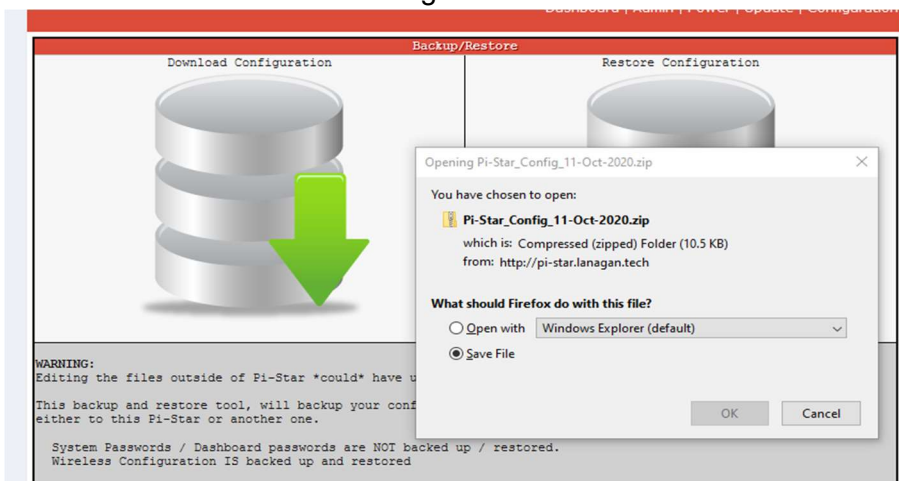 Dashboard | Admin | Power | Update | Configuration
Backup/Restore
Download Configuration
Restore Configuration
Opening Pi-Star_Config_11-Oct-2020.zip
You have chosen to open:
Pi-Star_Config_11-Oct-2020.zip
which is: Compressed (zipped) Folder (10.5 KB)
from: http://pi-star.lanagan.tech
What should Firefox do with this file?
Open with Windows Explorer (default)
Save File
OK Cancel
WARNING:
Editing the files outside of Pi-Star *could* have u
This backup and restore tool, will backup your conf
either to this Pi-Star or another one.
System Passwords / Dashboard passwords are NOT backed up / restored.
Wireless Configuration IS backed up and restored